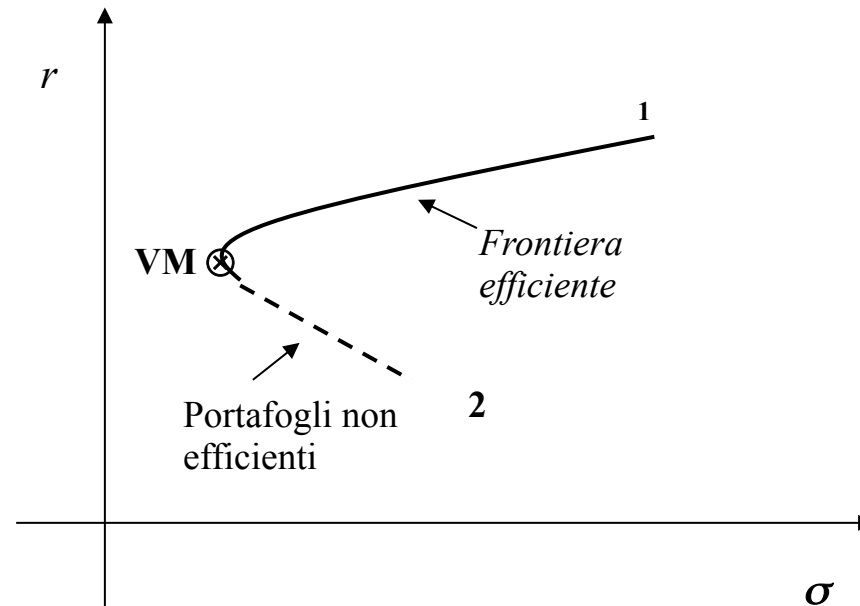 r
1
VM
Frontiera
efficiente
2
Portafogli non
efficienti
σ